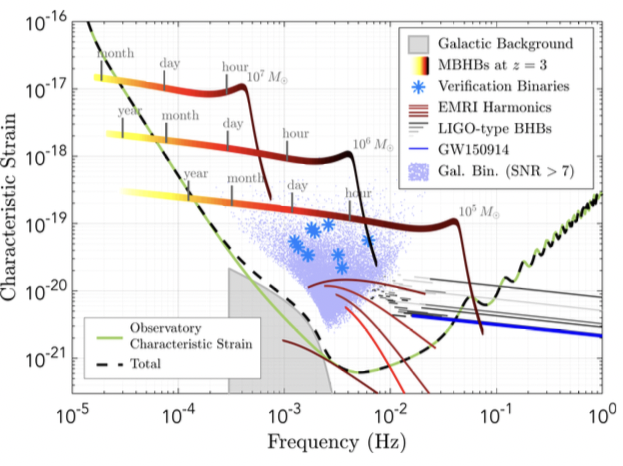 10^-16
10^-17
10^-18
10^-19
10^-20
10^-21
Characteristic Strain
month
day
hour
10^7 M⊙
year
month
day
hour
10^6 M⊙
year
month
day
hour
10^5 M⊙
Galactic Background
MBHBs at z = 3
Verification Binaries
EMRI Harmonics
LIGO-type BHBs
GW150914
Gal. Bin. (SNR > 7)
Observatory
Characteristic Strain
Total
10^-5
10^-4
10^-3
10^-2
10^-1
10^0
Frequency (Hz)